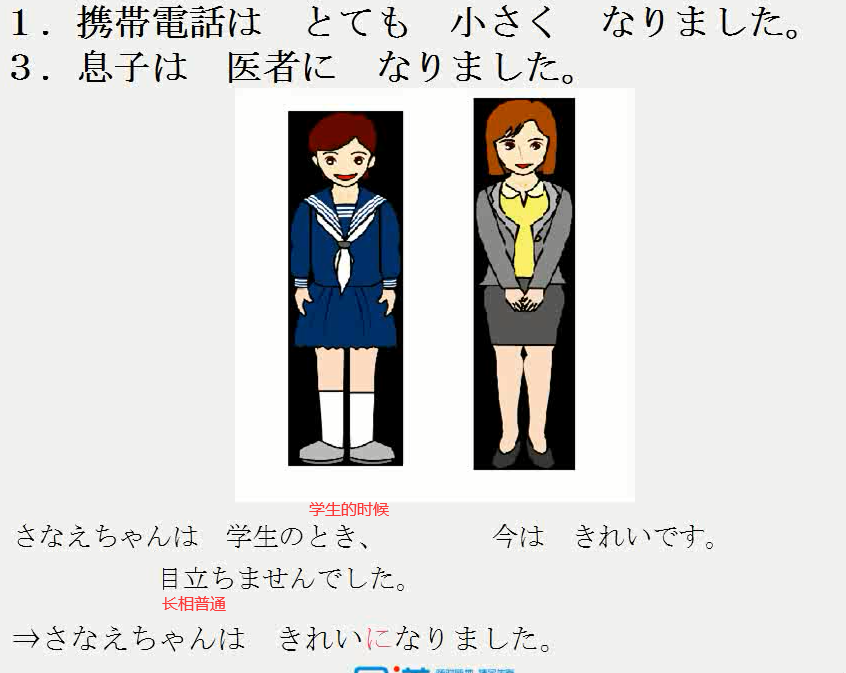 １．携帯電話は　とても　小さく　なりました。
３．息子は　医者に　なりました。
学生的时候
さなえちゃんは　学生のとき、　今は　きれいです。
目立ちませんでした。
长相普通
⇒さなえちゃんは　きれいになりました。